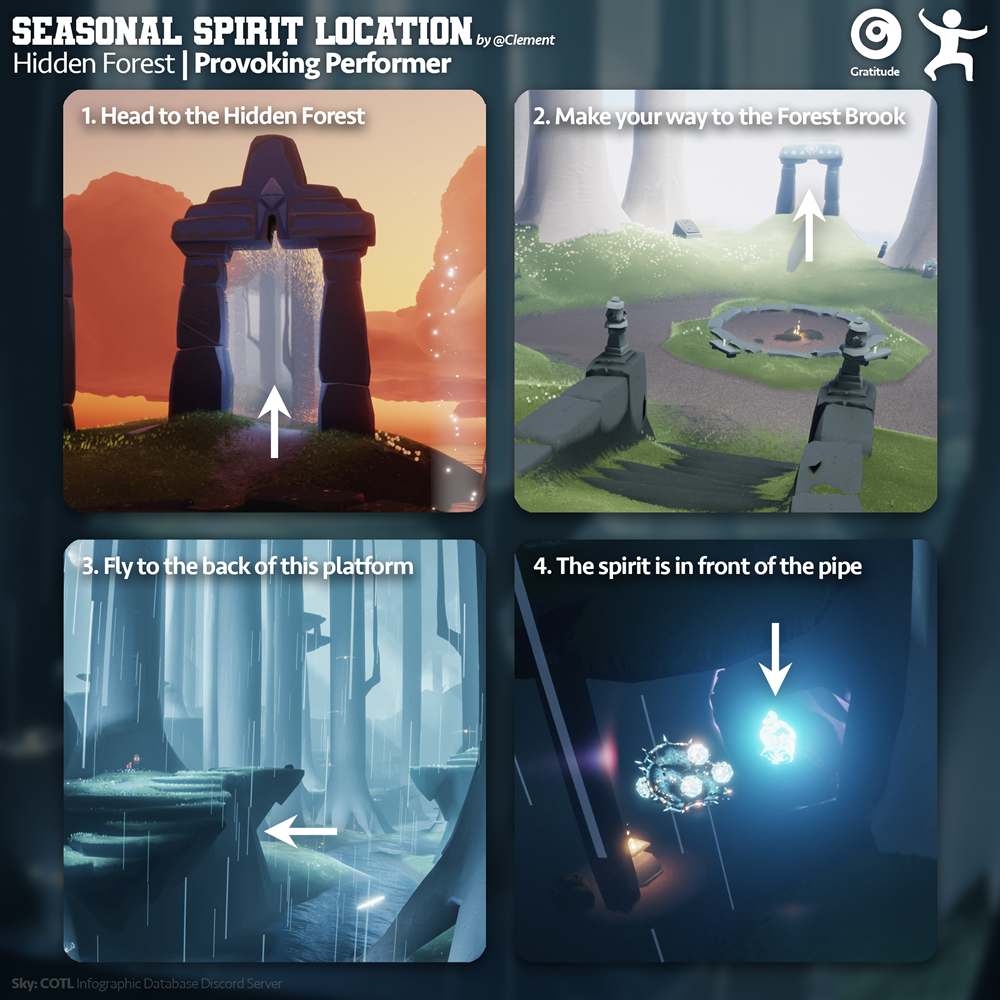 SEASONAL SPIRIT LOCATION by @Clement
Hidden Forest | Provoking Performer
Gratitude
1. Head to the Hidden Forest
2. Make your way to the Forest Brook
3. Fly to the back of this platform
4. The spirit is in front of the pipe
Sky: COTL Infographic Database Discord Server